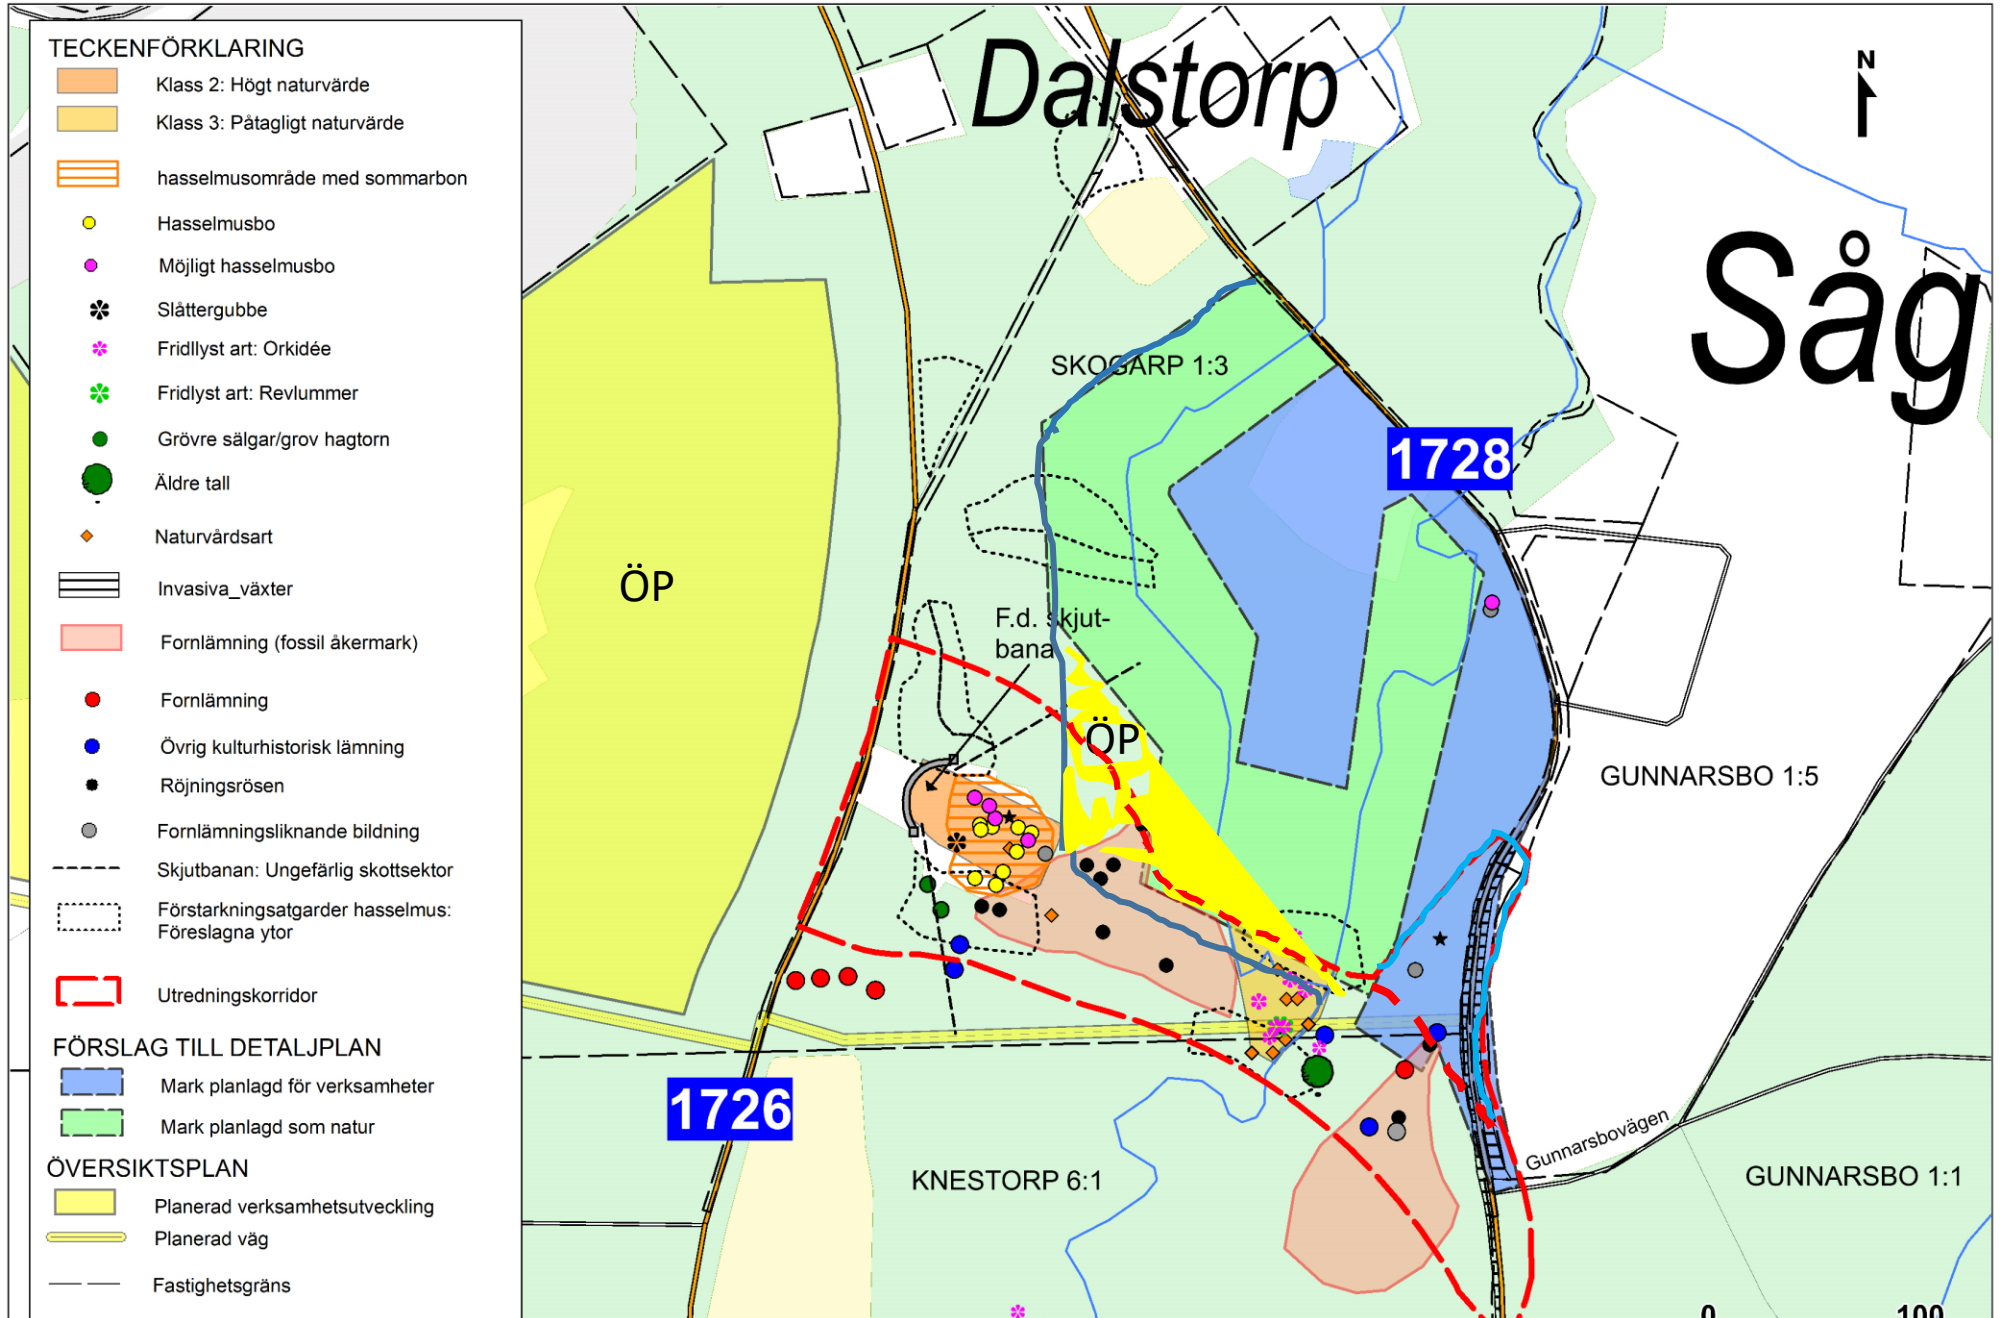 TECKENFÖRKLARING
Klass 2: Högt naturvärde
Klass 3: Påtagligt naturvärde
hasselmusområde med sommarbon
Hasselmusbo
Möjligt hasselmusbo
Slåttergubbe
Fridllyst art: Orkidée
Fridlyst art: Revlummer
Grövre sälgar/grov hagtorn
Äldre tall
Naturvårdsart
Invasiva_växter
Fornlämning (fossil åkermark)
Fornlämning
Övrig kulturhistorisk lämning
Röjningsrösen
Fornlämningsliknande bildning
Skjutbanan: Ungefärlig skottsektor
Förstarkningsatgarder hasselmus:
Föreslagna ytor
Utredningskorridor
FÖRSLAG TILL DETALJPLAN
Mark planlagd för verksamheter
Mark planlagd som natur
ÖVERSIKTSPLAN
Planerad verksamhetsutveckling
Planerad väg
Fastighetsgräns
Dalstorp
N
Såg
SKOGARP 1:3
1728
ÖP
F.d. skjut-
bana
ÖP
GUNNARSBO 1:5
1726
KNESTORP 6:1
Gunnarsbovägen
GUNNARSBO 1:1
0 100